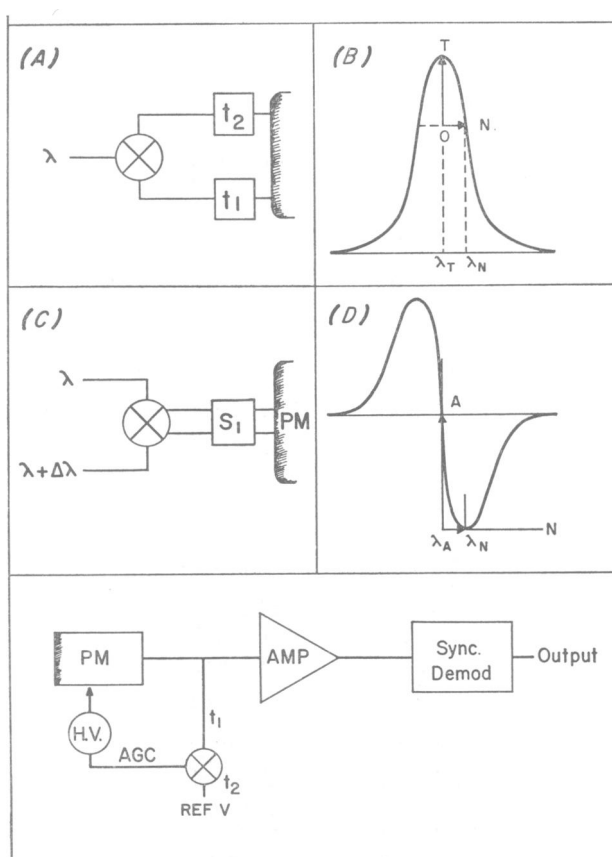 (A)
t2
λ
t1
(B)
T
O
N
λT λN
(C)
λ
S1
PM
λ+Δλ
(D)
A
λA λN
N
PM
AMP
Sync.
Demod
Output
t1
H.V.
AGC
t2
REF V